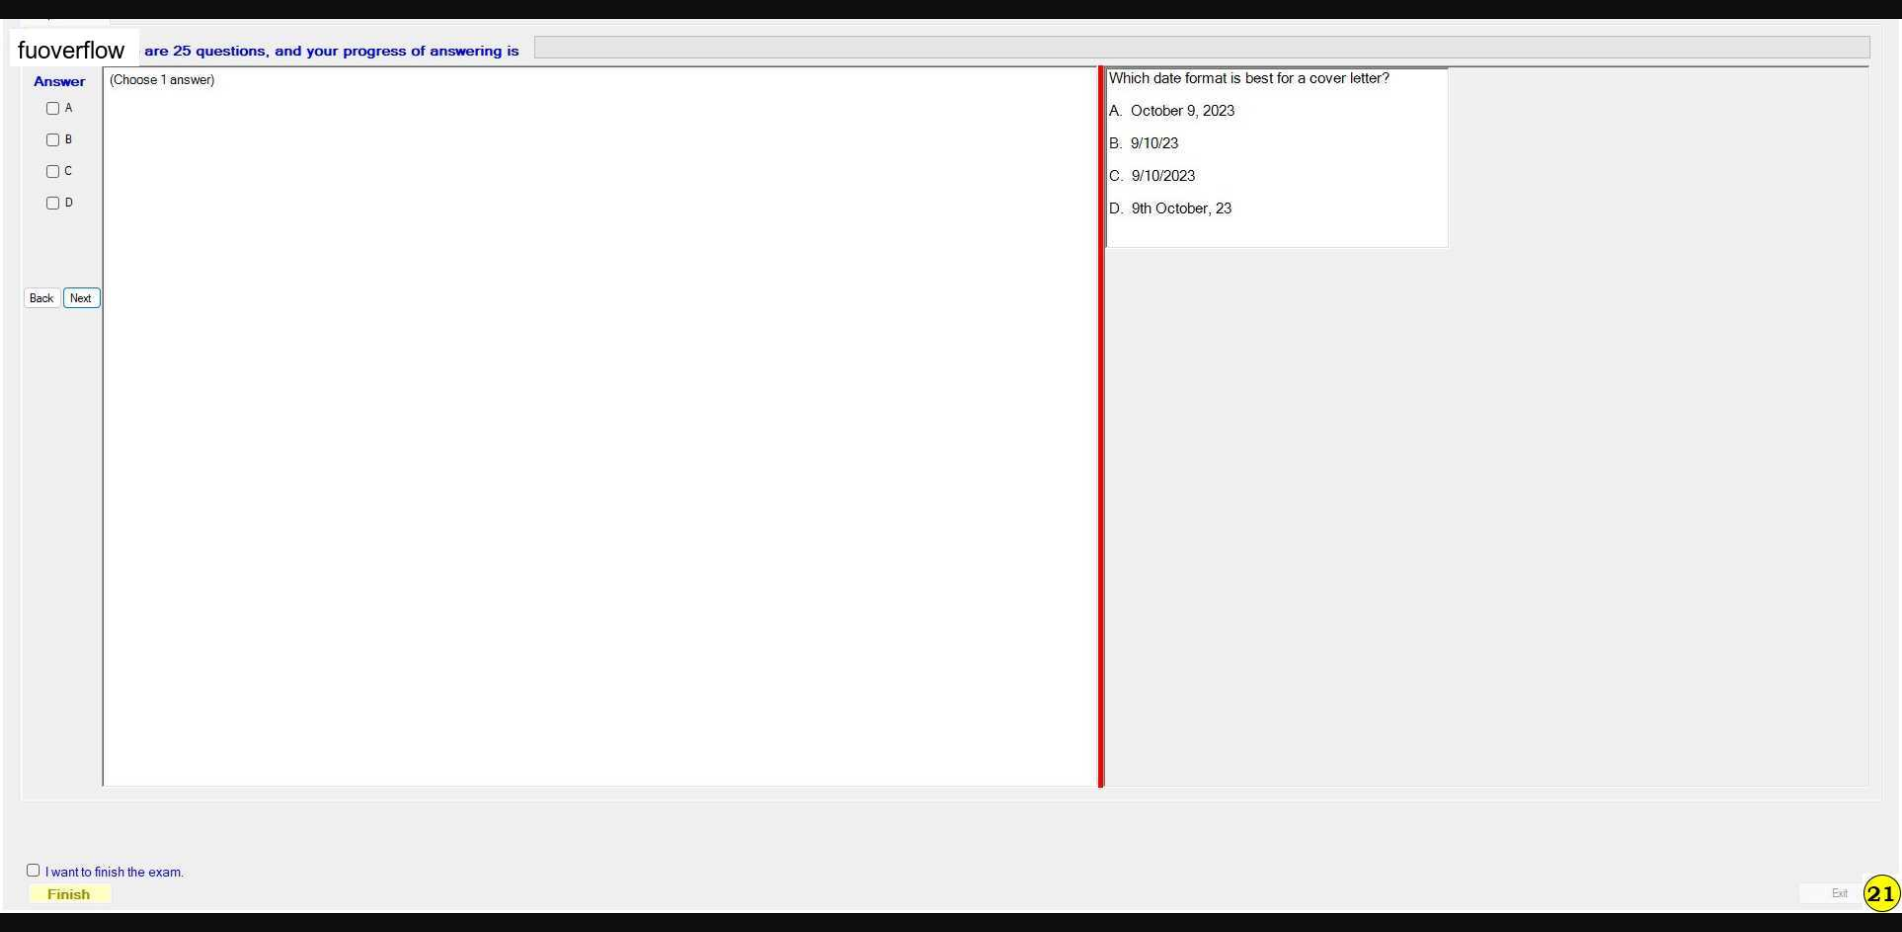 fuoverflow are 25 questions, and your progress of answering is
Answer
(Choose 1 answer)
A
B
C
D
Back Next
Which date format is best for a cover letter?
A. October 9, 2023
B. 9/10/23
C. 9/10/2023
D. 9th October, 23
I want to finish the exam.
Finish
Exit
21